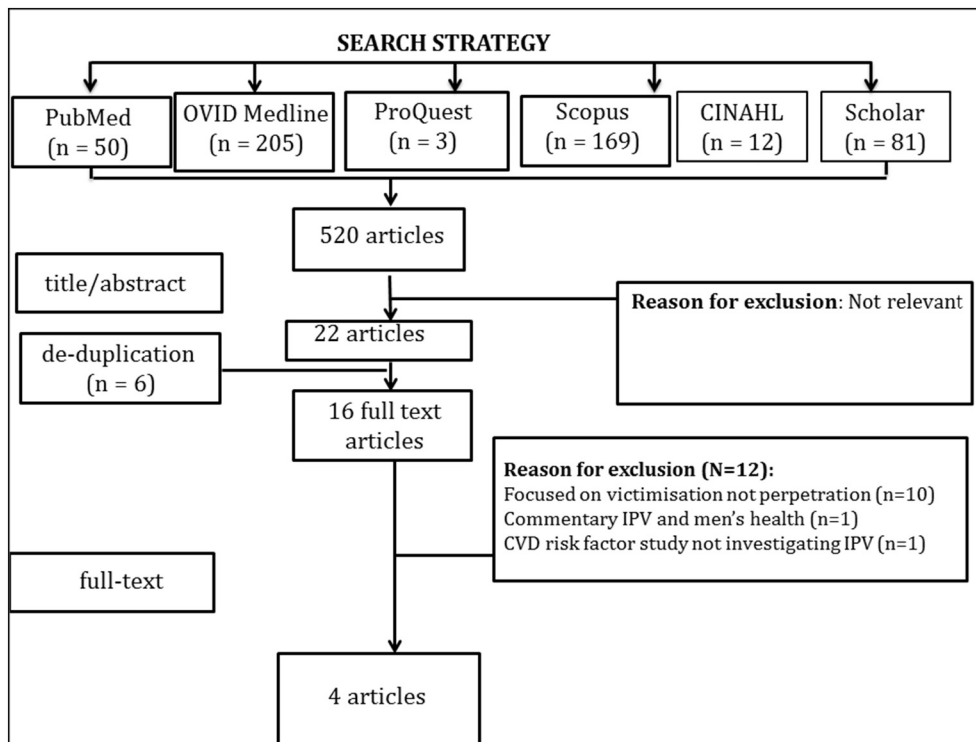 SEARCH STRATEGY
PubMed
(n = 50)
OVID Medline
(n = 205)
ProQuest
(n = 3)
Scopus
(n = 169)
CINAHL
(n = 12)
Scholar
(n = 81)
520 articles
title/abstract
Reason for exclusion: Not relevant
22 articles
de-duplication
(n = 6)
16 full text
articles
Reason for exclusion (N=12):
Focused on victimisation not perpetration (n=10)
Commentary IPV and men's health (n=1)
CVD risk factor study not investigating IPV (n=1)
full-text
4 articles